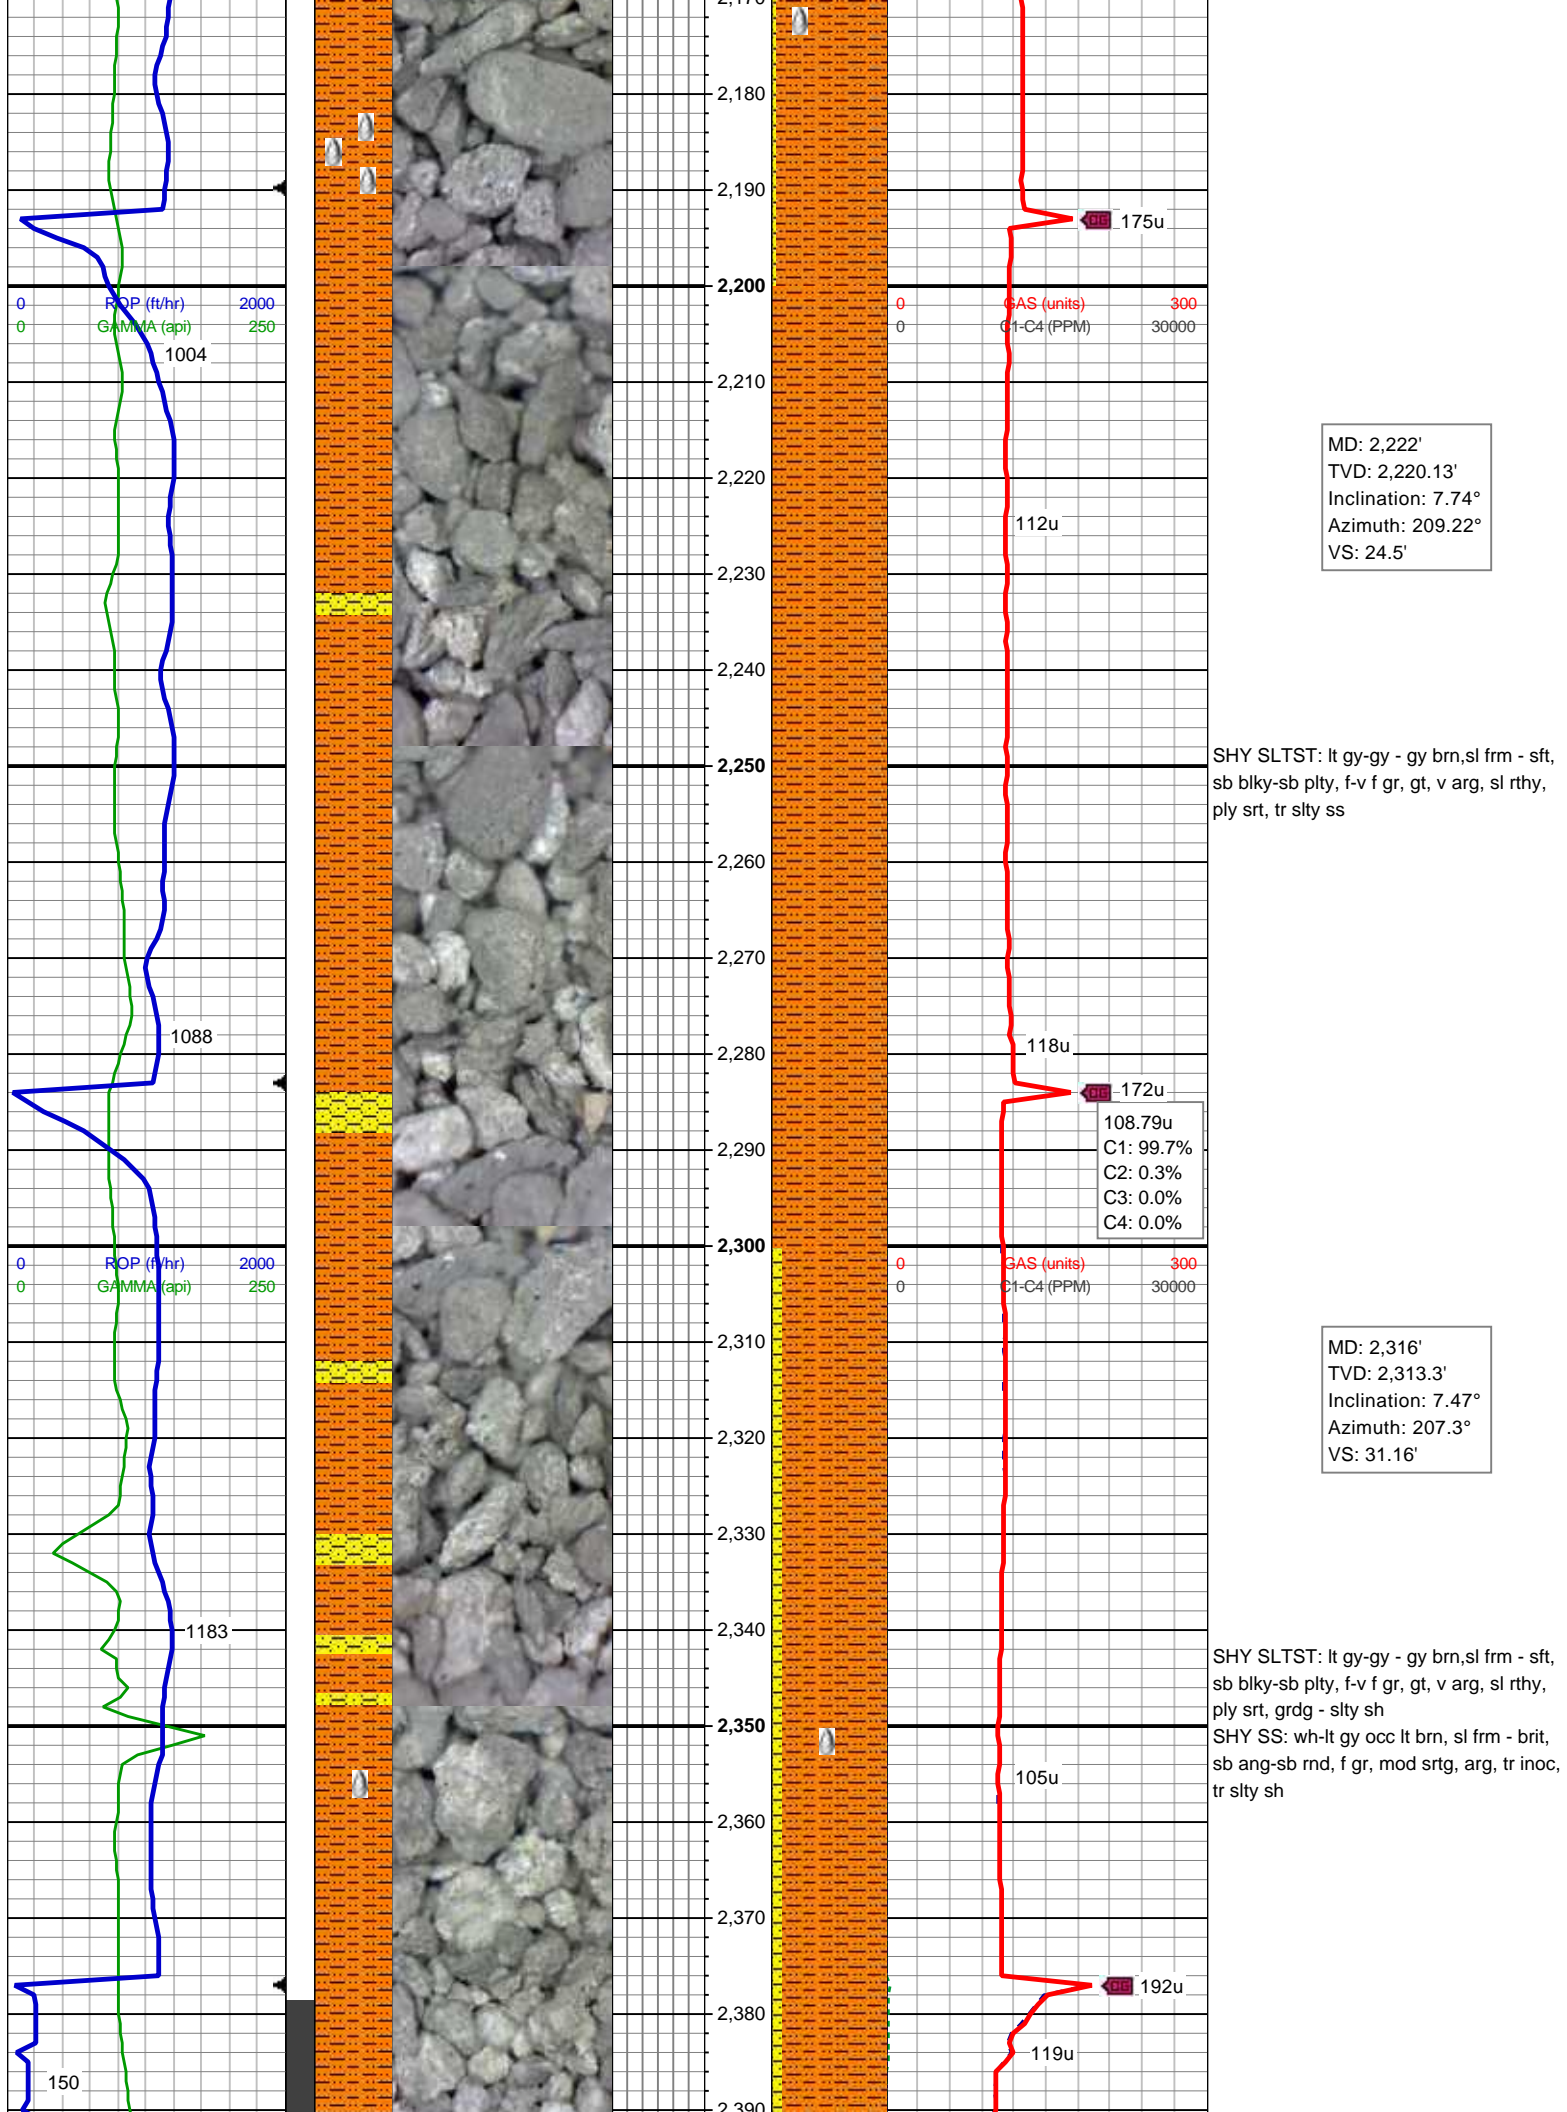 2,170
2,180
2,190
CG 175u
2,200
0 ROP (ft/hr) 2000
0 GAMMA (api) 250
0 GAS (units) 300
0 C1-C4 (PPM) 30000
1004
2,210
MD: 2,222'
TVD: 2,220.13'
Inclination: 7.74°
Azimuth: 209.22°
VS: 24.5'
2,220
112u
2,230
2,240
2,250
SHY SLTST: lt gy-gy - gy brn,sl frm - sft,
sb blky-sb plty, f-v f gr, gt, v arg, sl rthy,
ply srt, tr slty ss
2,260
2,270
1088
118u
2,280
CG 172u
108.79u
C1: 99.7%
C2: 0.3%
C3: 0.0%
C4: 0.0%
2,290
2,300
0 ROP (ft/hr) 2000
0 GAMMA (api) 250
0 GAS (units) 300
0 C1-C4 (PPM) 30000
2,310
MD: 2,316'
TVD: 2,313.3'
Inclination: 7.47°
Azimuth: 207.3°
VS: 31.16'
2,320
2,330
1183
2,340
SHY SLTST: lt gy-gy - gy brn,sl frm - sft,
sb blky-sb plty, f-v f gr, gt, v arg, sl rthy,
ply srt, grdg - slty sh
2,350
SHY SS: wh-lt gy occ lt brn, sl frm - brit,
sb ang-sb rnd, f gr, mod srtg, arg, tr inoc,
tr slty sh
105u
2,360
2,370
CG 192u
2,380
119u
150
2,390